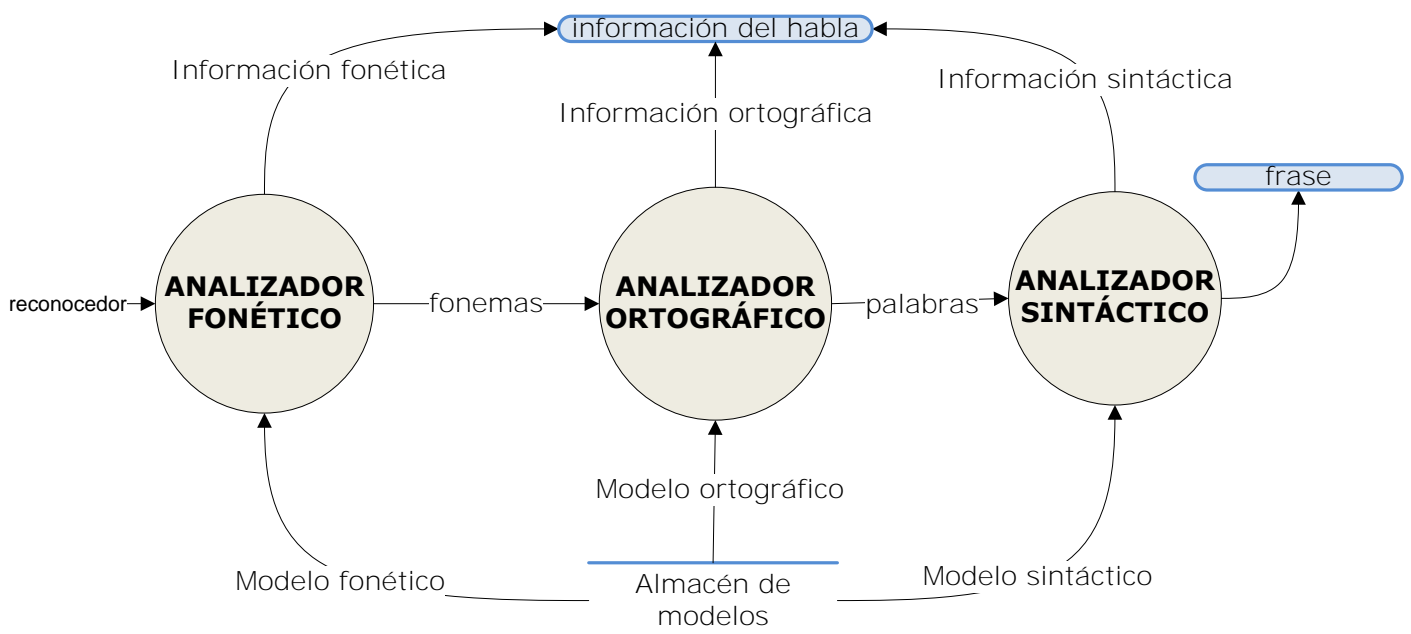 información del habla
Información fonética
Información sintáctica
Información ortográfica
frase
reconocedor
ANALIZADOR
FONÉTICO
fonemas
ANALIZADOR
ORTOGRÁFICO
palabras
ANALIZADOR
SINTÁCTICO
Modelo ortográfico
Modelo fonético
Almacén de
modelos
Modelo sintáctico